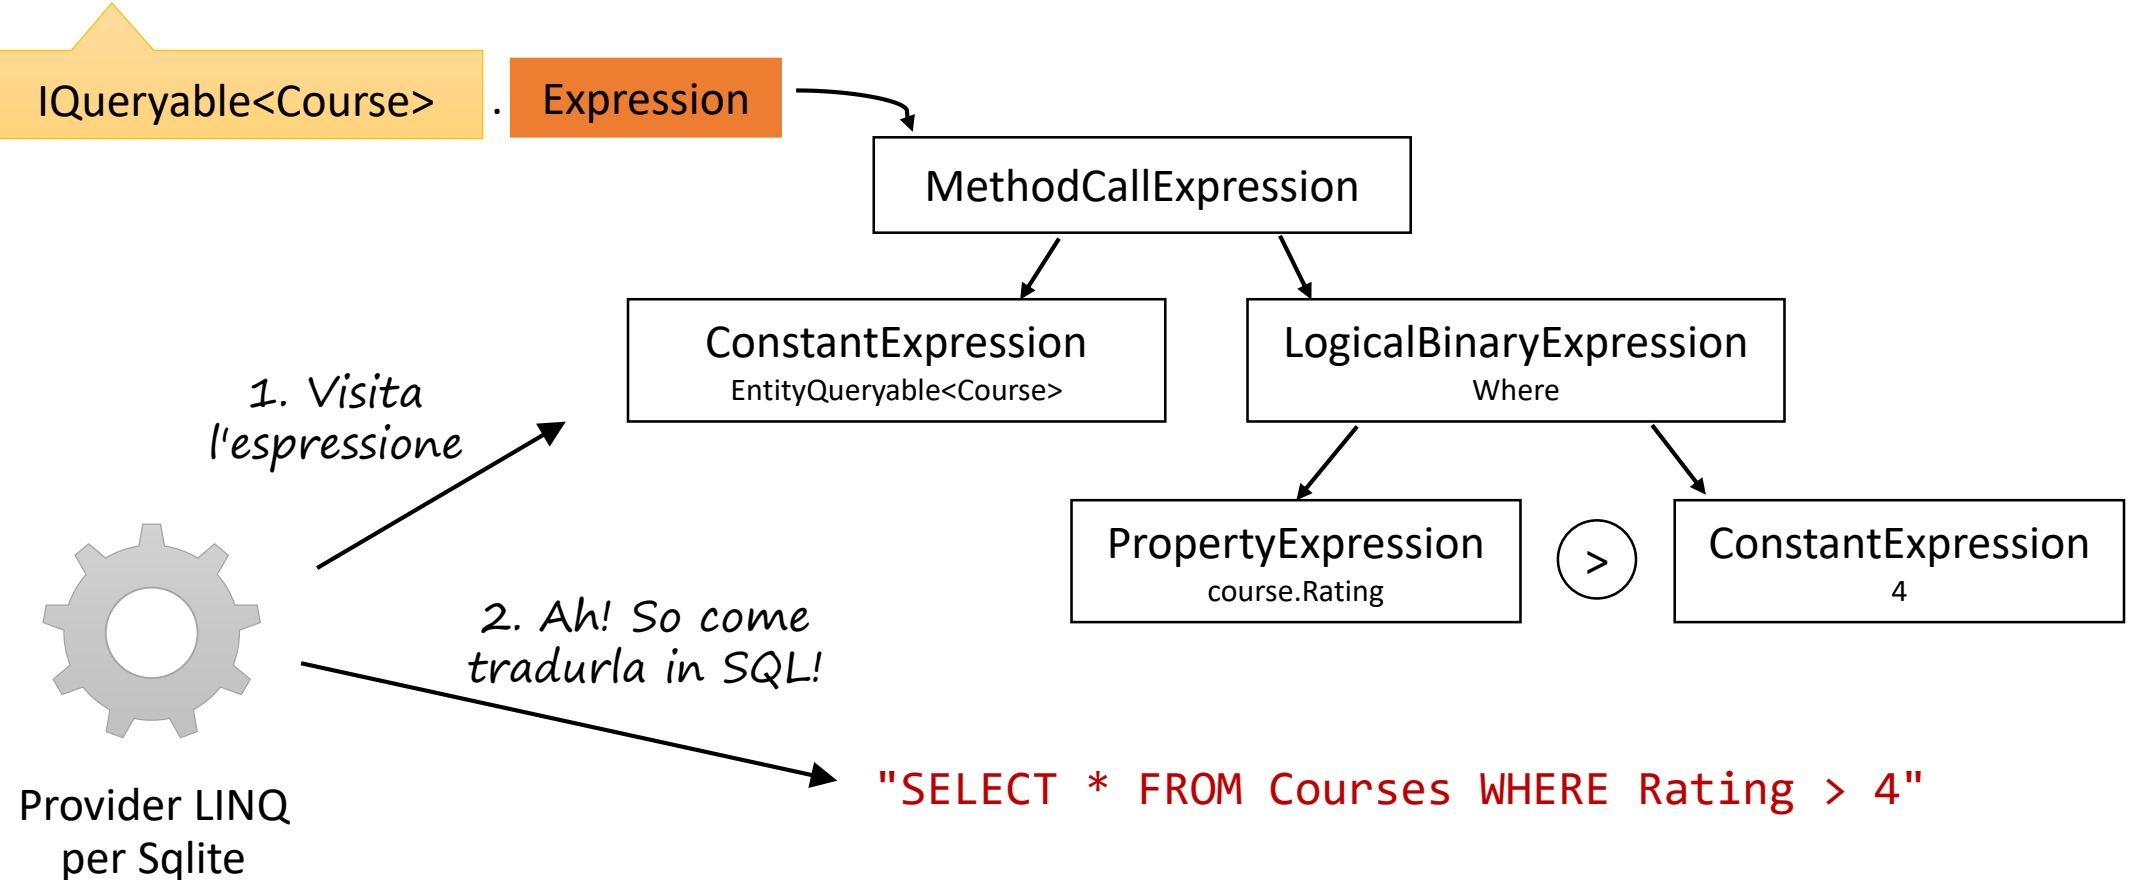 IQueryable<Course> . Expression
MethodCallExpression
ConstantExpression
EntityQueryable<Course>
LogicalBinaryExpression
Where
1. Visita
l'espressione
PropertyExpression
course.Rating
>
ConstantExpression
4
2. Ah! So come
tradurla in SQL!
"SELECT * FROM Courses WHERE Rating > 4"
Provider LINQ
per Sqlite